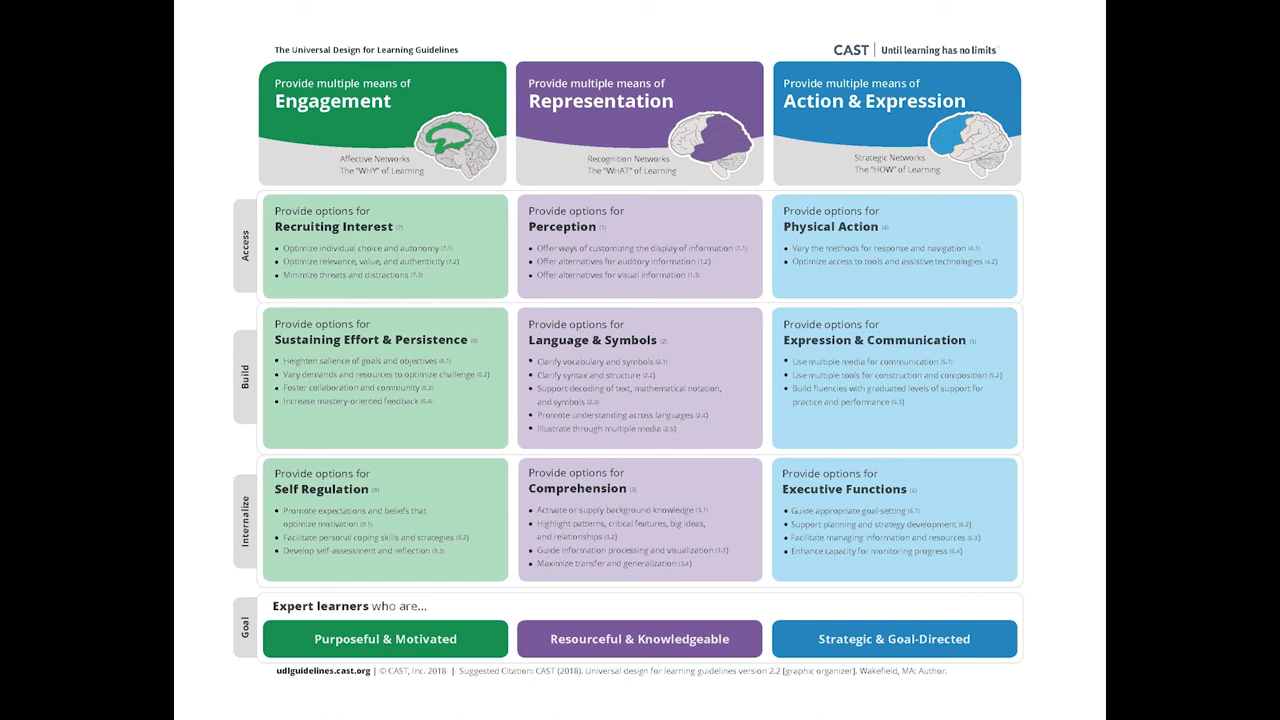 The Universal Design for Learning Guidelines
CAST | Until learning has no limits™
Provide multiple means of
Engagement
Affective Networks
The "WHY" of Learning
Provide multiple means of
Representation
Recognition Networks
The "WHAT" of Learning
Provide multiple means of
Action & Expression
Strategic Networks
The "HOW" of Learning
Access
Provide options for
Recruiting Interest (7)
• Optimize individual choice and autonomy (7.1)
• Optimize relevance, value, and authenticity (7.2)
• Minimize threats and distractions (7.3)
Provide options for
Perception (1)
• Offer ways of customizing the display of information (1.1)
• Offer alternatives for auditory information (1.2)
• Offer alternatives for visual information (1.3)
Provide options for
Physical Action (4)
• Vary the methods for response and navigation (4.1)
• Optimize access to tools and assistive technologies (4.2)
Build
Provide options for
Sustaining Effort & Persistence (8)
• Heighten salience of goals and objectives (8.1)
• Vary demands and resources to optimize challenge (8.2)
• Foster collaboration and community (8.3)
• Increase mastery-oriented feedback (8.4)
Provide options for
Language & Symbols (2)
• Clarify vocabulary and symbols (2.1)
• Clarify syntax and structure (2.2)
• Support decoding of text, mathematical notation,
and symbols (2.3)
• Promote understanding across languages (2.4)
• Illustrate through multiple media (2.5)
Provide options for
Expression & Communication (5)
• Use multiple media for communication (5.1)
• Use multiple tools for construction and composition (5.2)
• Build fluencies with graduated levels of support for
practice and performance (5.3)
Internalize
Provide options for
Self Regulation (9)
• Promote expectations and beliefs that
optimize motivation (9.1)
• Facilitate personal coping skills and strategies (9.2)
• Develop self-assessment and reflection (9.3)
Provide options for
Comprehension (3)
• Activate or supply background knowledge (3.1)
• Highlight patterns, critical features, big ideas,
and relationships (3.2)
• Guide information processing and visualization (3.3)
• Maximize transfer and generalization (3.4)
Provide options for
Executive Functions (6)
• Guide appropriate goal-setting (6.1)
• Support planning and strategy development (6.2)
• Facilitate managing information and resources (6.3)
• Enhance capacity for monitoring progress (6.4)
Goal
Expert learners who are...
Purposeful & Motivated
Resourceful & Knowledgeable
Strategic & Goal-Directed
udlguidelines.cast.org | © CAST, Inc. 2018 | Suggested Citation: CAST (2018). Universal design for learning guidelines version 2.2 [graphic organizer]. Wakefield, MA: Author.